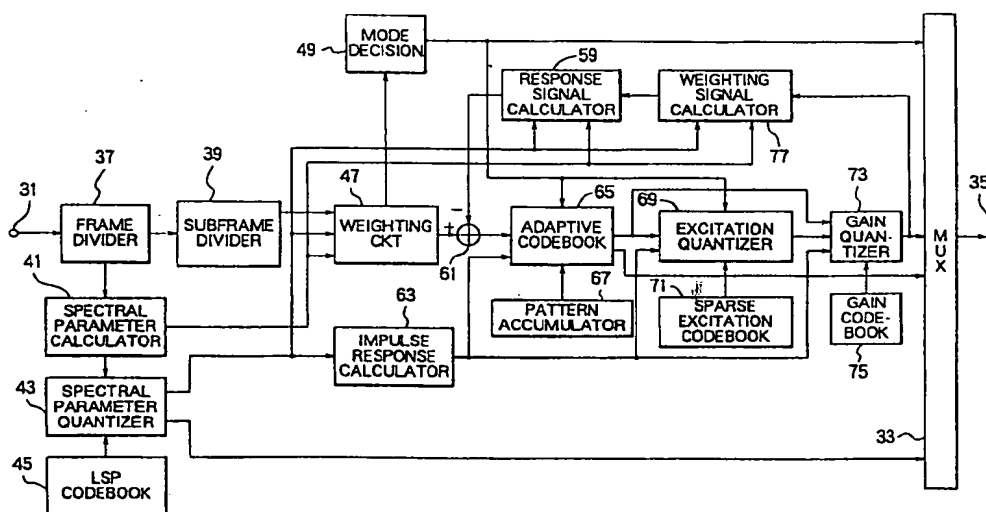 MODE
DECISION
49
59
RESPONSE
SIGNAL
CALCULATOR
WEIGHTING
SIGNAL
CALCULATOR
77
31
37
FRAME
DIVIDER
39
SUBFRAME
DIVIDER
47
WEIGHTING
CKT
+
−
61
65
ADAPTIVE
CODEBOOK
69
EXCITATION
QUANTIZER
73
GAIN
QUAN-
TIZER
MUX
35
41
SPECTRAL
PARAMETER
CALCULATOR
63
IMPULSE
RESPONSE
CALCULATOR
67
PATTERN
ACCUMULATOR
71
SPARSE
EXCITATION
CODEBOOK
GAIN
CODE-
BOOK
75
43
SPECTRAL
PARAMETER
QUANTIZER
33
45
LSP
CODEBOOK